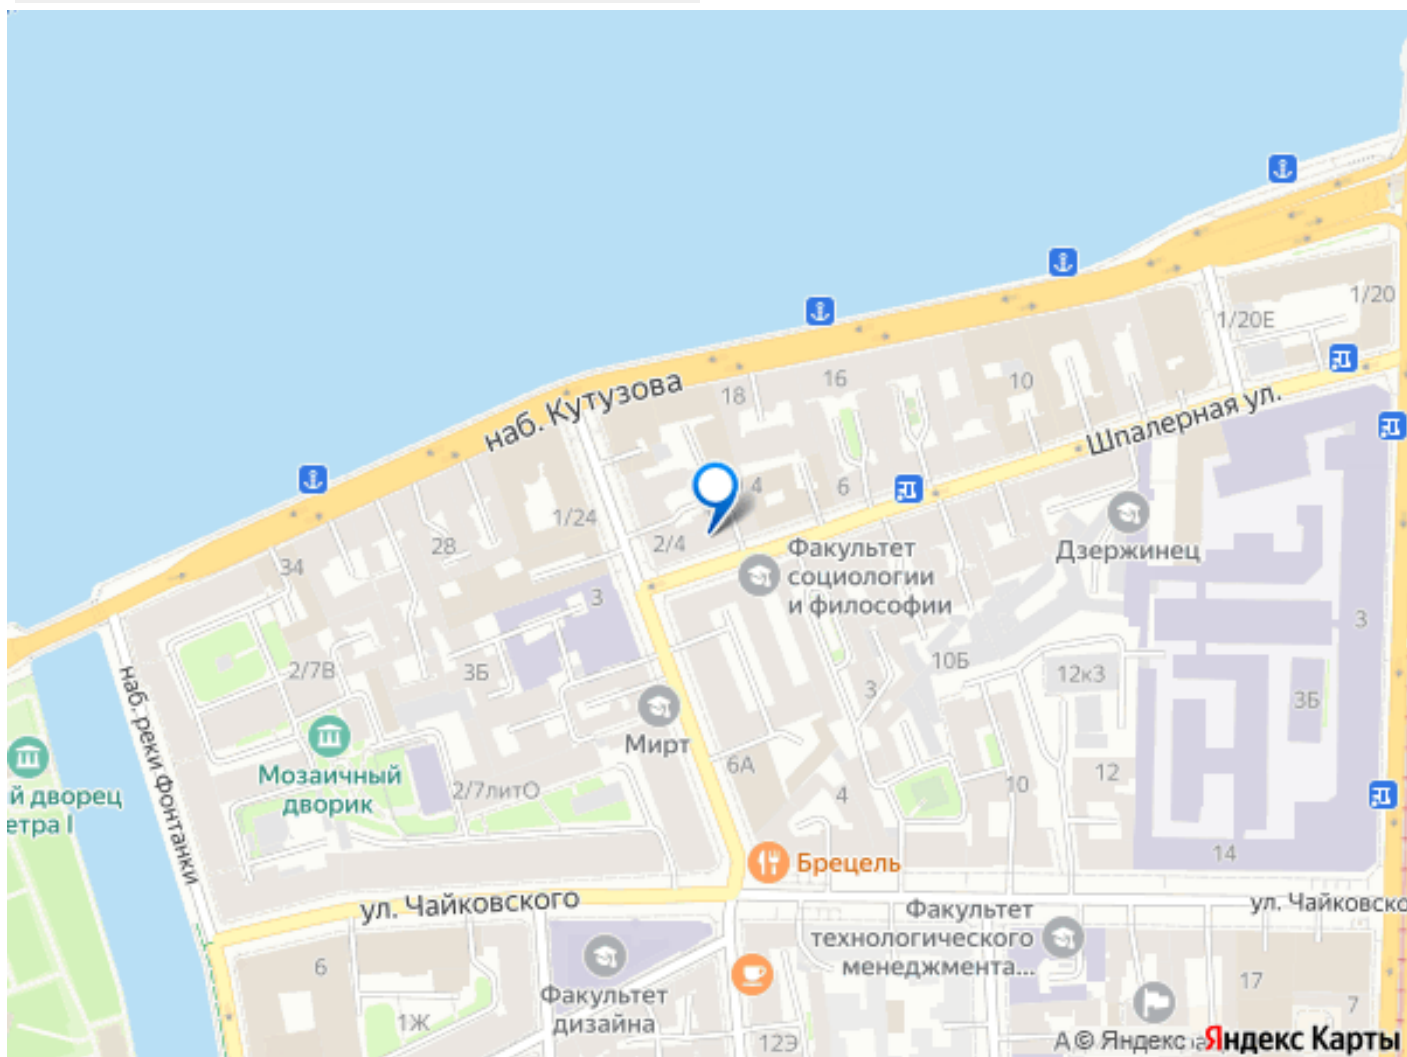 1/20
1/20Е
наб. Кутузова
18
16
10
Шпалерная ул.
4
6
1/24
2/4
28
34
Факультет
социологии
и философии
Дзержинец
3
3
2/7В
3Б
10Б
3
12к3
3Б
наб. реки Фонтанки
Мирт
Мозаичный
дворик
6А
2/7литО
4
10
12
й дворец
етра I
14
Брецель
ул. Чайковского
ул. Чайковско
Факультет
технологического
менеджмента...
6
Факультет
дизайна
1Ж
17
7
12Э
© Яндекс
Яндекс Карты